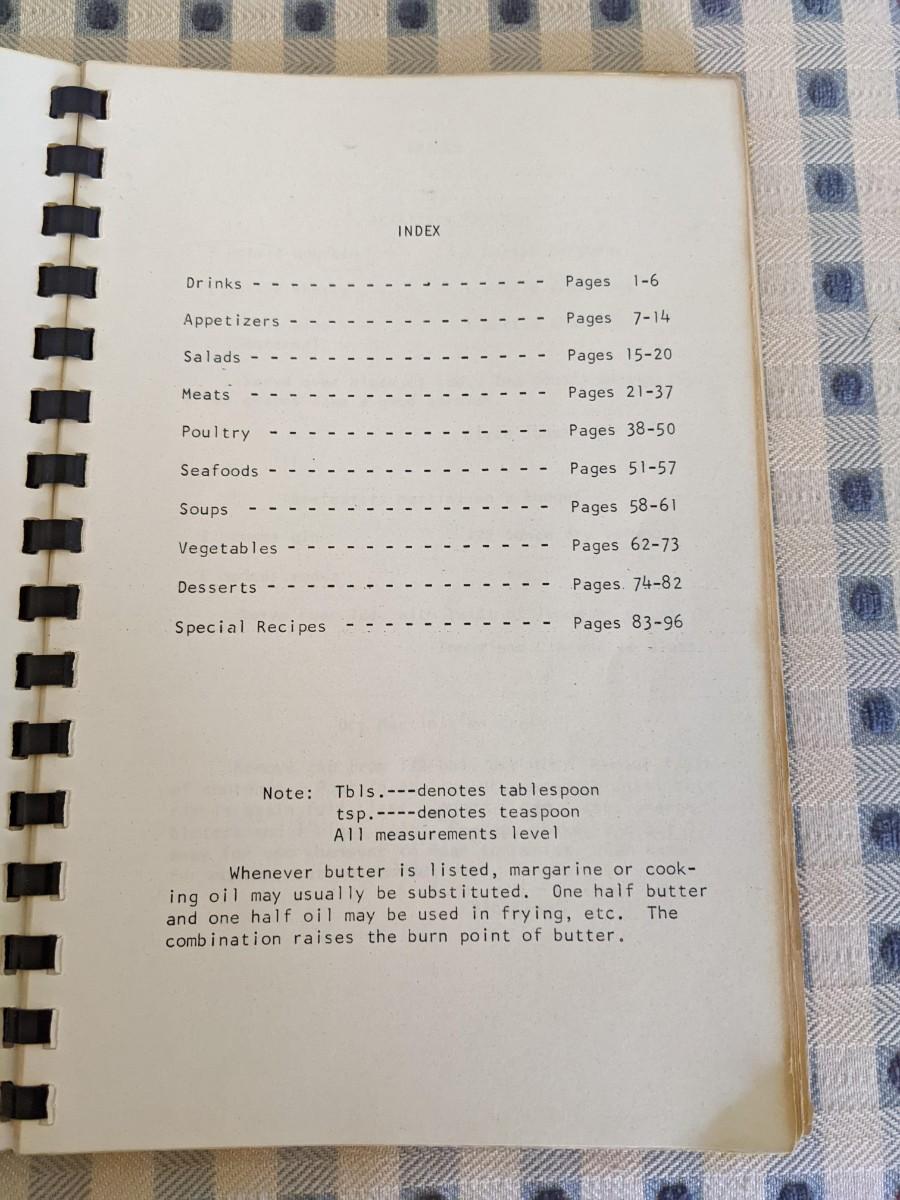 INDEX
Drinks - - - - - - - - - - - - - - - - Pages 1-6
Appetizers - - - - - - - - - - - - - - Pages 7-14
Salads - - - - - - - - - - - - - - - - Pages 15-20
Meats - - - - - - - - - - - - - - - - Pages 21-37
Poultry - - - - - - - - - - - - - - - Pages 38-50
Seafoods - - - - - - - - - - - - - - - Pages 51-57
Soups - - - - - - - - - - - - - - - - Pages 58-61
Vegetables - - - - - - - - - - - - - - Pages 62-73
Desserts - - - - - - - - - - - - - - - Pages. 74-82
Special Recipes - - - - - - - - - - - Pages 83-96
Note: Tbls.---denotes tablespoon
tsp.----denotes teaspoon
All measurements level
Whenever butter is listed, margarine or cook-
ing oil may usually be substituted. One half butter
and one half oil may be used in frying, etc. The
combination raises the burn point of butter.